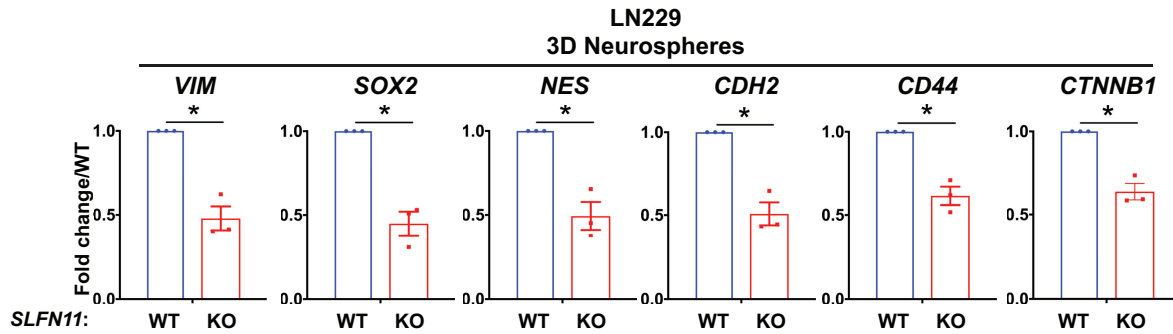 LN229
3D Neurospheres
VIM SOX2 NES CDH2 CD44 CTNNB1
* * * * * *
Fold change/WT
1.0 1.0 1.0 1.0 1.0 1.0
0.5 0.5 0.5 0.5 0.5 0.5
0.0 0.0 0.0 0.0 0.0 0.0
SLFN11: WT KO WT KO WT KO WT KO WT KO WT KO